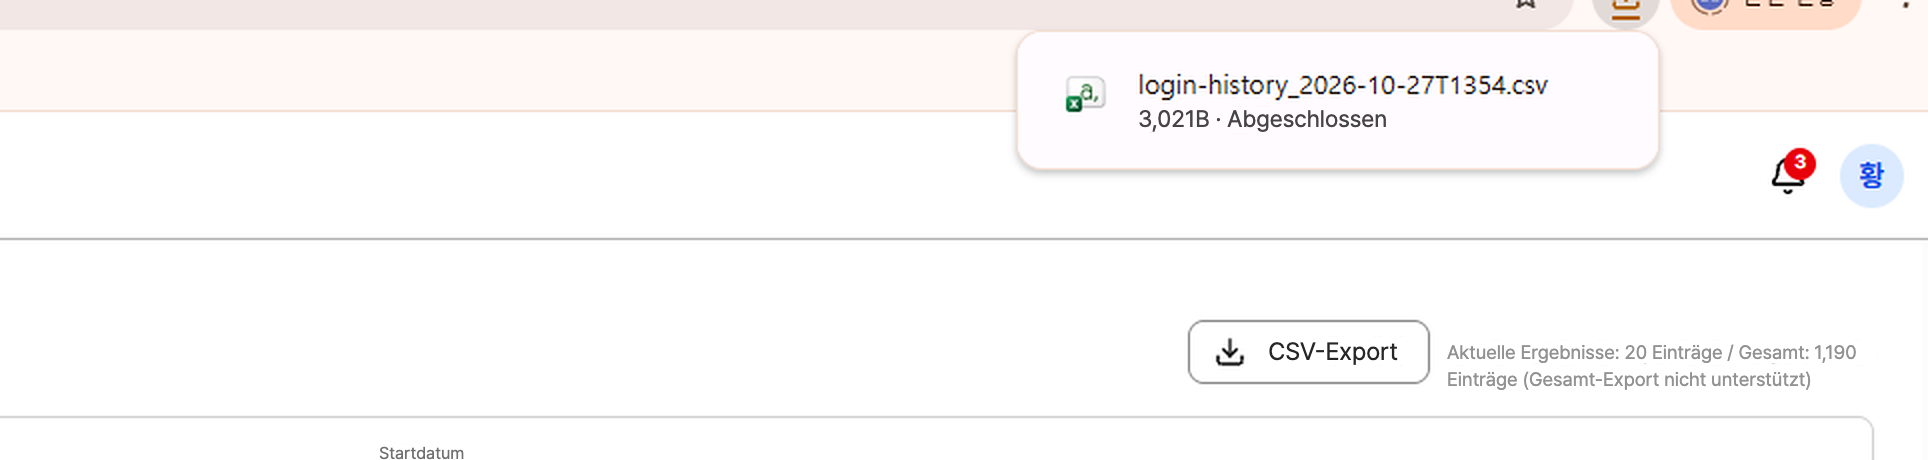 login-history_2026-10-27T1354.csv
3,021B · Abgeschlossen
3
황
CSV-Export
Aktuelle Ergebnisse: 20 Einträge / Gesamt: 1,190
Einträge (Gesamt-Export nicht unterstützt)
Startdatum